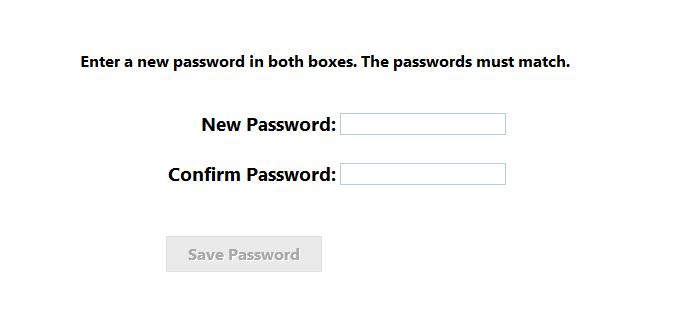 Enter a new password in both boxes. The passwords must match.
New Password:
Confirm Password:
Save Password